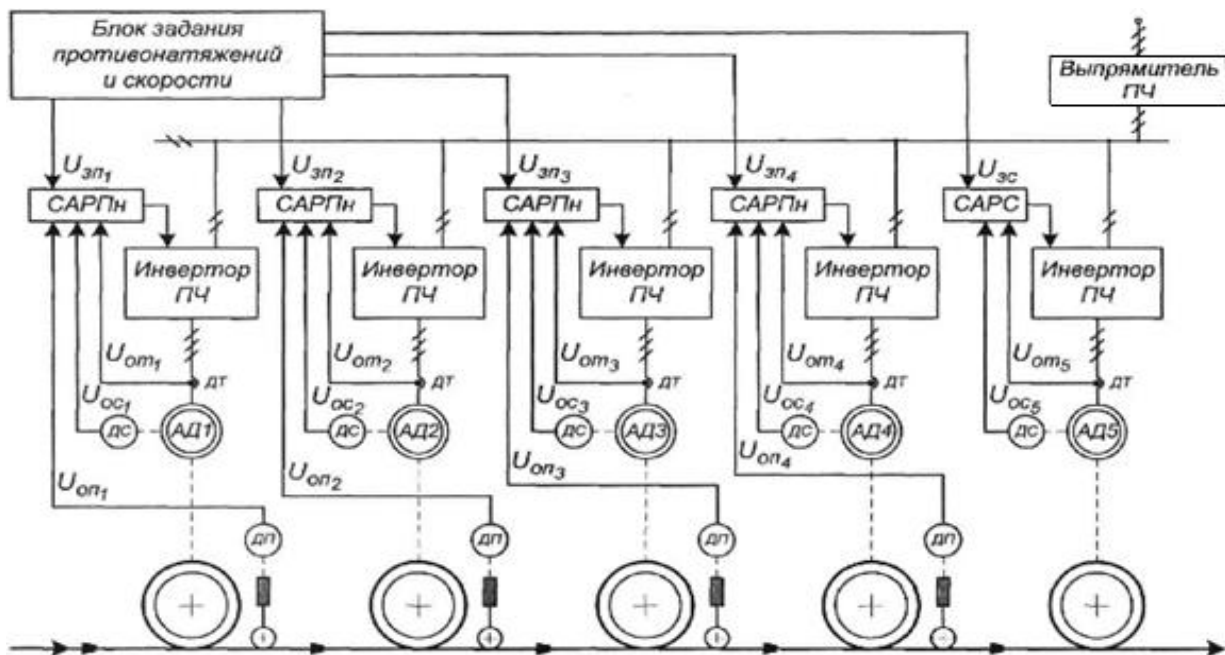 Блок задания
противонатяжений
и скорости
Выпрямитель
ПЧ
Uзп1
Uзп2
Uзп3
Uзп4
Uзс
САРПн
САРПн
САРПн
САРПн
САРС
Инвертор
ПЧ
Инвертор
ПЧ
Инвертор
ПЧ
Инвертор
ПЧ
Инвертор
ПЧ
Uот1
Uот2
Uот3
Uот4
Uот5
ДТ
ДТ
ДТ
ДТ
ДТ
Uос1
Uос2
Uос3
Uос4
Uос5
ДС
АД1
ДС
АД2
ДС
АД3
ДС
АД4
ДС
АД5
Uоп1
Uоп2
Uоп3
Uоп4
ДП
ДП
ДП
ДП